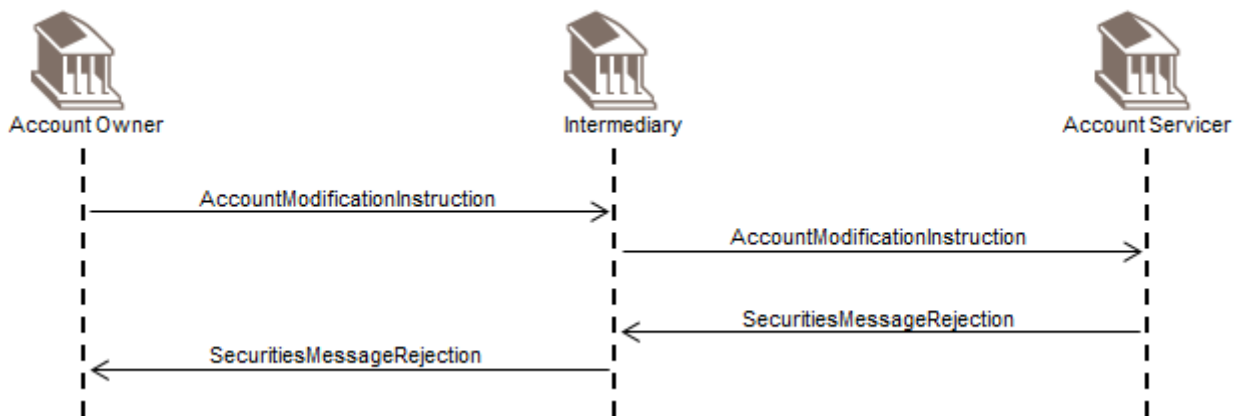 Account Owner
Intermediary
Account Servicer
AccountModificationInstruction
AccountModificationInstruction
SecuritiesMessageRejection
SecuritiesMessageRejection